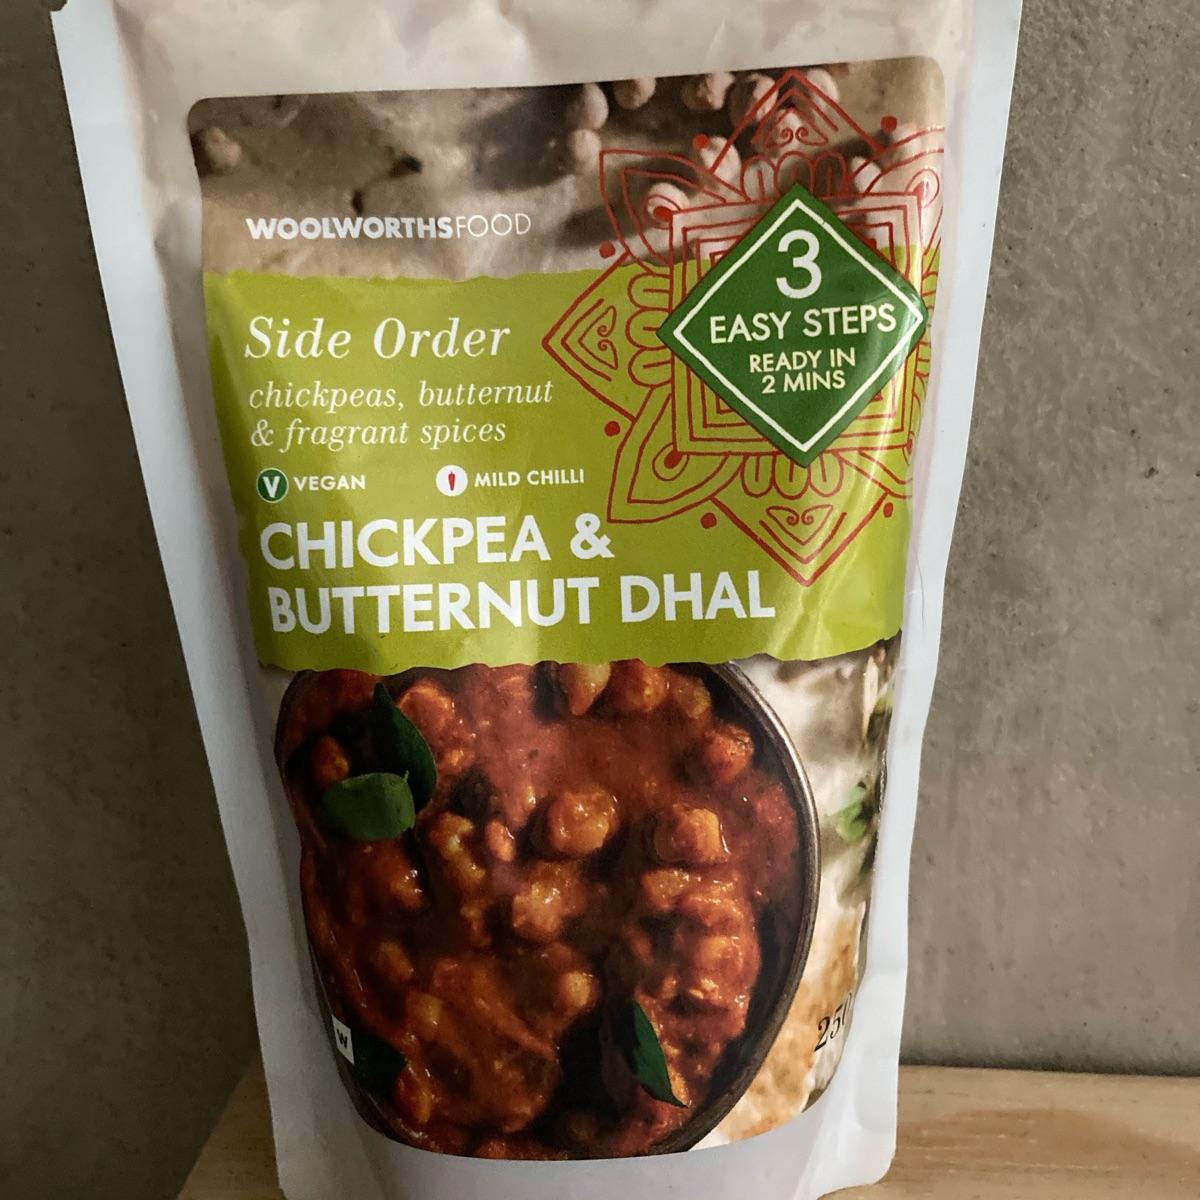 WOOLWORTHSFOOD
3
EASY STEPS
READY IN
2 MINS
Side Order
chickpeas, butternut
& fragrant spices
V VEGAN
MILD CHILLI
CHICKPEA &
BUTTERNUT DHAL
W
250